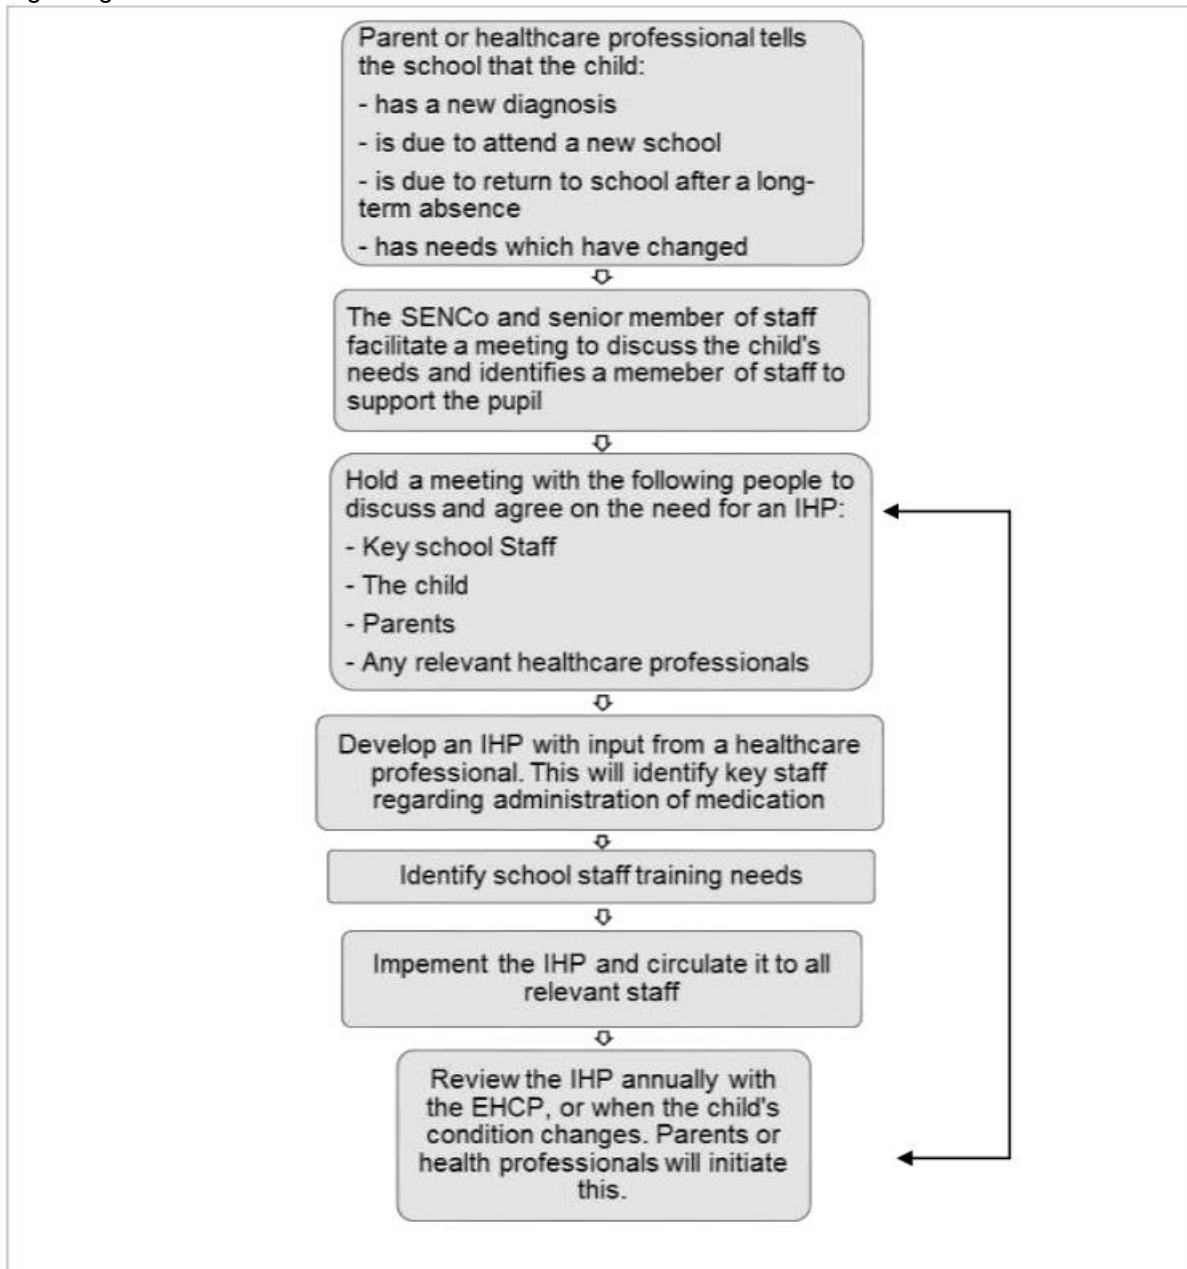 Parent or healthcare professional tells
the school that the child:
- has a new diagnosis
- is due to attend a new school
- is due to return to school after a long-
term absence
- has needs which have changed
The SENCo and senior member of staff
facilitate a meeting to discuss the child's
needs and identifies a memeber of staff to
support the pupil
Hold a meeting with the following people to
discuss and agree on the need for an IHP:
- Key school Staff
- The child
- Parents
- Any relevant healthcare professionals
Develop an IHP with input from a healthcare
professional. This will identify key staff
regarding administration of medication
Identify school staff training needs
Impement the IHP and circulate it to all
relevant staff
Review the IHP annually with
the EHCP, or when the child's
condition changes. Parents or
health professionals will initiate
this.